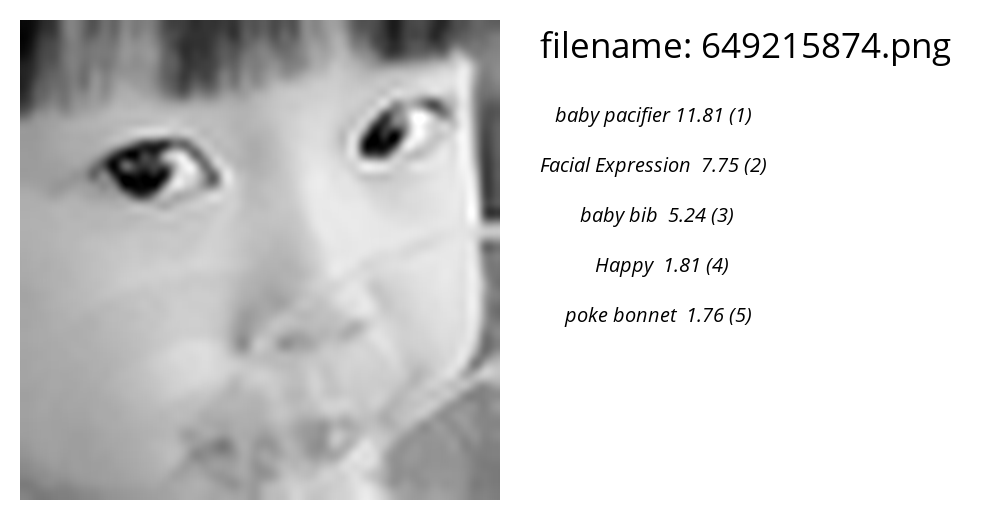 filename: 649215874.png
baby pacifier 11.81 (1)
Facial Expression 7.75 (2)
baby bib 5.24 (3)
Happy 1.81 (4)
poke bonnet 1.76 (5)